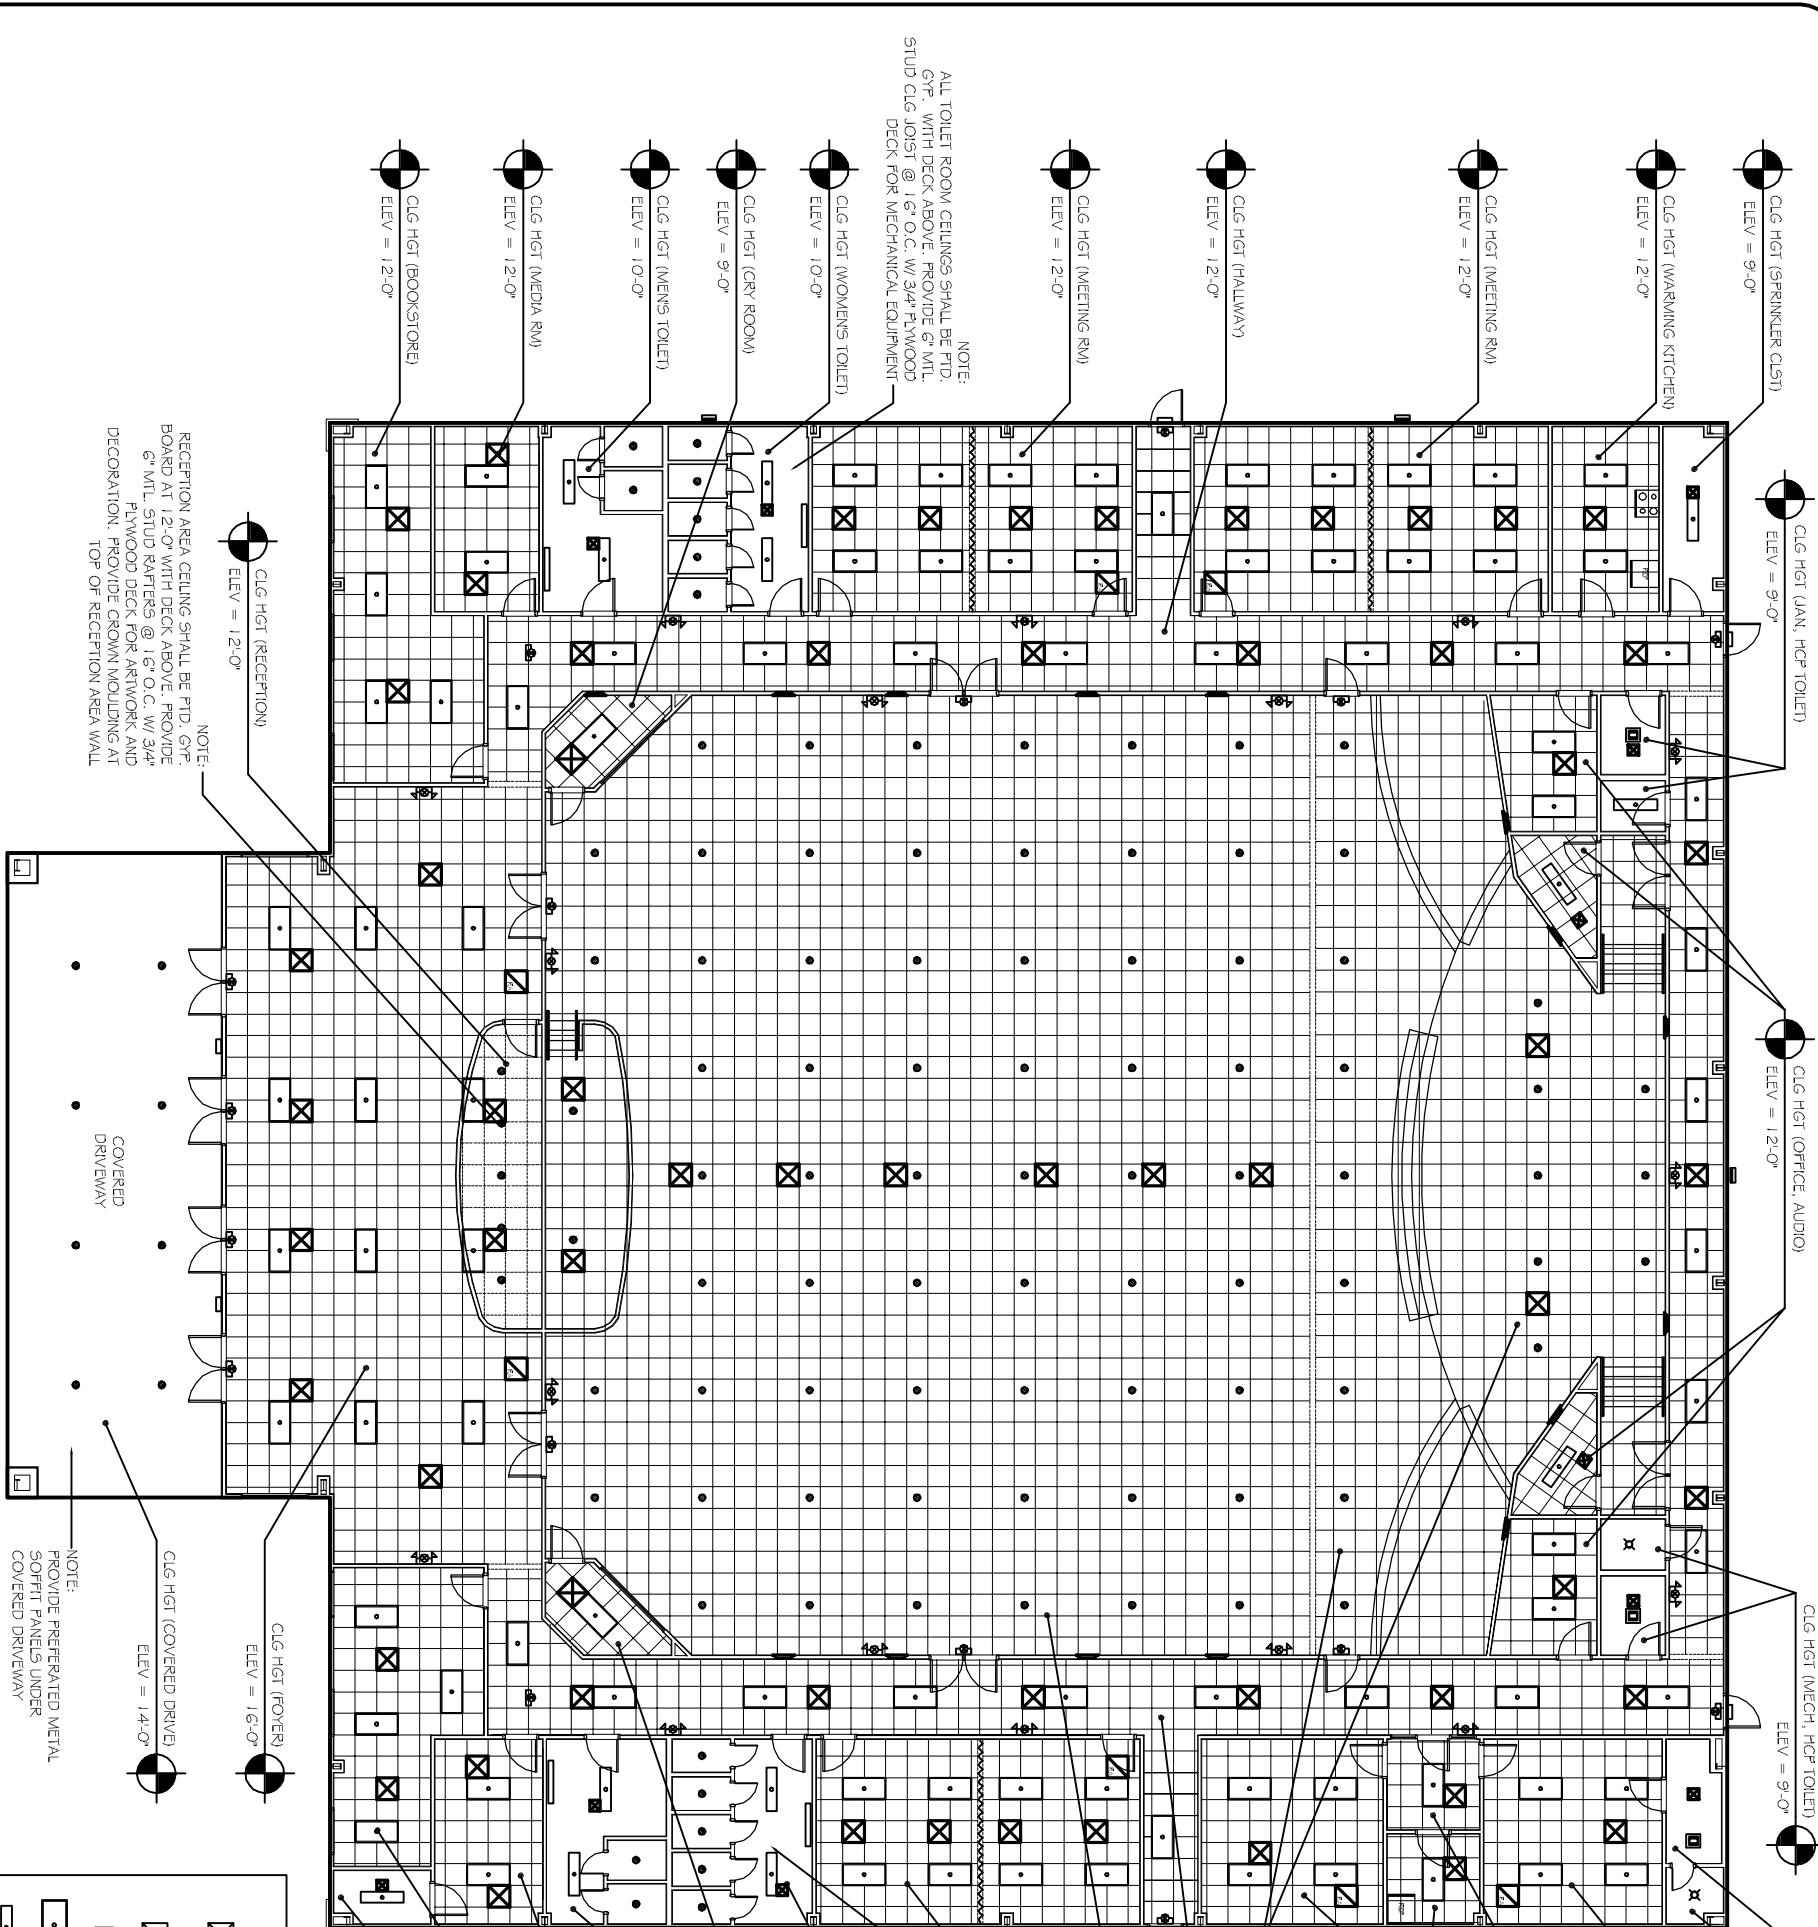 CLG HGT (SPRINKLER CLST)
ELEV = 9'-0"
CLG HGT (WARMING KITCHEN)
ELEV = 12'-0"
CLG HGT (MEETING RM)
ELEV = 12'-0"
CLG HGT (HALLWAY)
ELEV = 12'-0"
CLG HGT (MEETING RM)
ELEV = 12'-0"
NOTE:
ALL TOILET ROOM CEILINGS SHALL BE PTD.
GYP. WITH DECK ABOVE. PROVIDE 6" MTL.
STUD CLG JOIST @ 16" O.C. W/ 3/4" PLYWOOD
DECK FOR MECHANICAL EQUIPMENT
CLG HGT (WOMEN'S TOILET)
ELEV = 10'-0"
CLG HGT (CRY ROOM)
ELEV = 9'-0"
CLG HGT (MEN'S TOILET)
ELEV = 10'-0"
CLG HGT (MEDIA RM)
ELEV = 12'-0"
CLG HGT (BOOKSTORE)
ELEV = 12'-0"
CLG HGT (JAN, HCP TOILET)
ELEV = 9'-0"
CLG HGT (RECEPTION)
ELEV = 12'-0"
NOTE:
RECEPTION AREA CEILING SHALL BE PTD. GYP.
BOARD AT 12'-0" WITH DECK ABOVE. PROVIDE
6" MTL. STUD RAFTERS @ 16" O.C. W/ 3/4"
PLYWOOD DECK FOR ARTWORK AND
DECORATION. PROVIDE CROWN MOULDING AT
TOP OF RECEPTION AREA WALL
CLG HGT (OFFICE, AUDIO)
ELEV = 12'-0"
COVERED
DRIVEWAY
CLG HGT (MECH, HCP TOILET)
ELEV = 9'-0"
CLG HGT (FOYER)
ELEV = 16'-0"
CLG HGT (COVERED DRIVE)
ELEV = 14'-0"
NOTE:
PROVIDE PREFERATED METAL
SOFFIT PANELS UNDER
COVERED DRIVEWAY